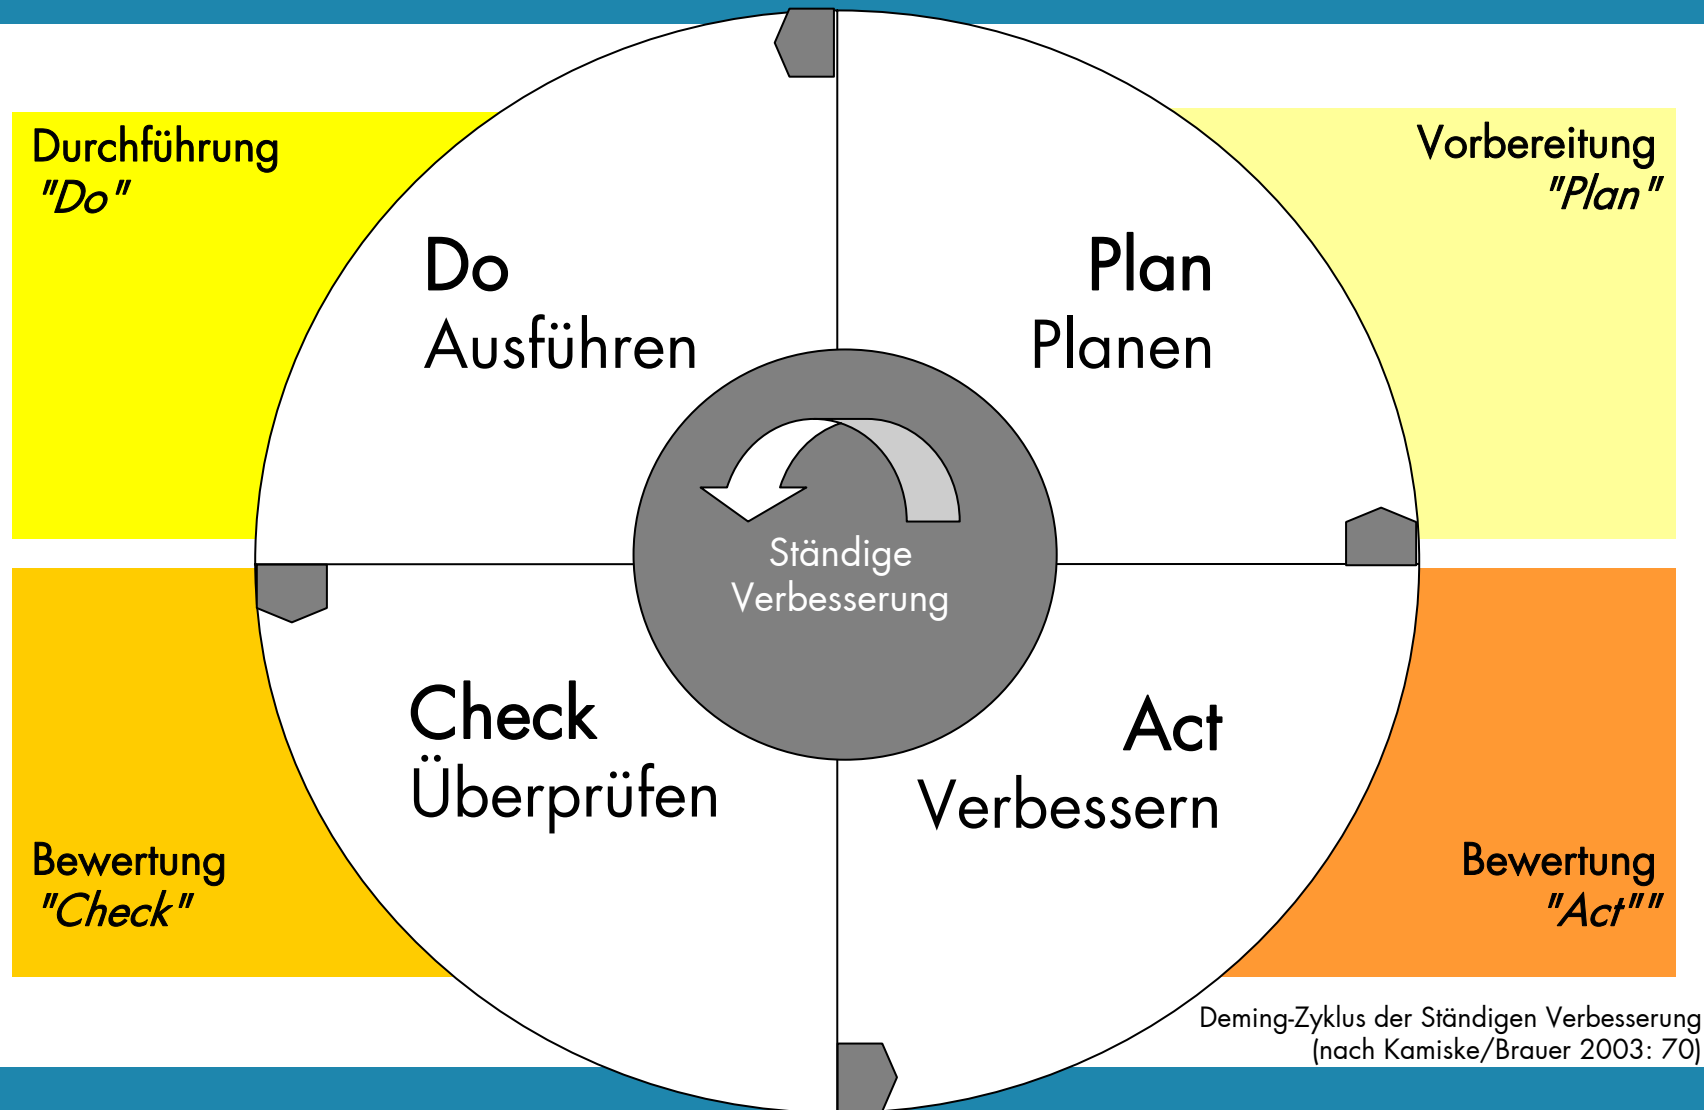 Durchführung
"Do"
Vorbereitung
"Plan"
Do
Ausführen
Plan
Planen
Ständige
Verbesserung
Check
Überprüfen
Act
Verbessern
Bewertung
"Check"
Bewertung
"Act""
Deming-Zyklus der Ständigen Verbesserung
(nach Kamiske/Brauer 2003: 70)